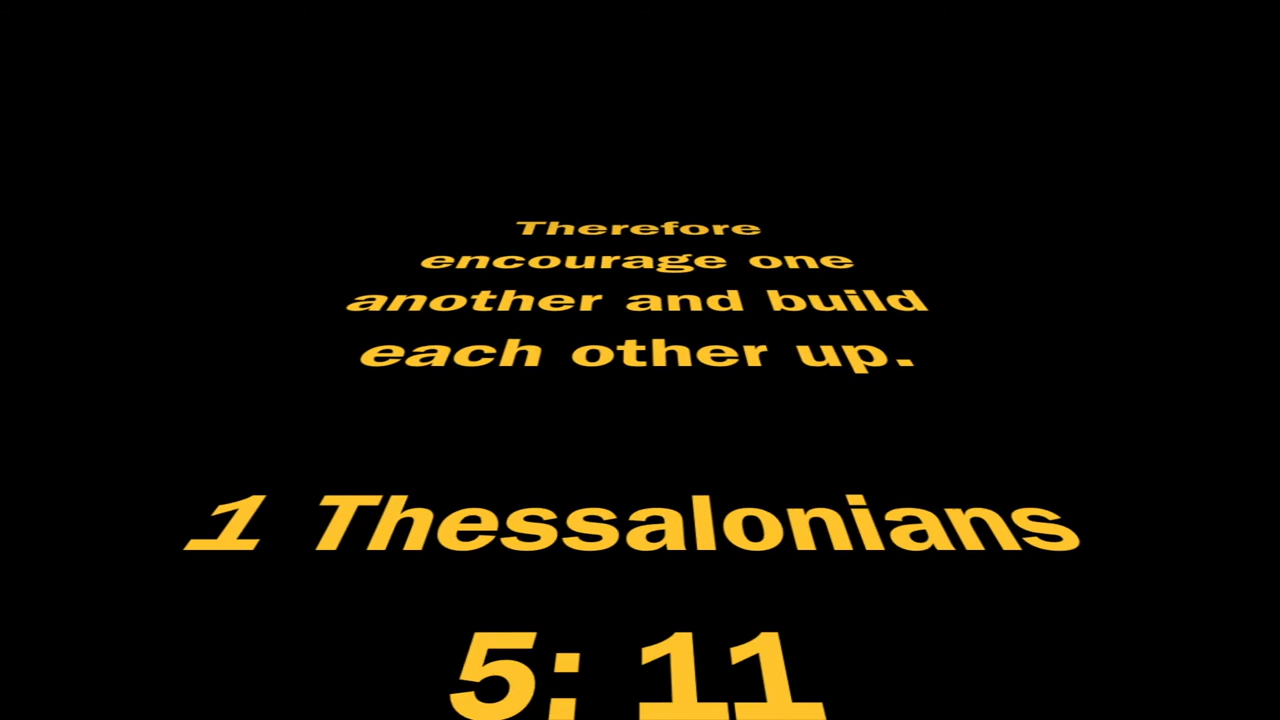 Therefore
encourage one
another and build
each other up.
1 Thessalonians
5: 11